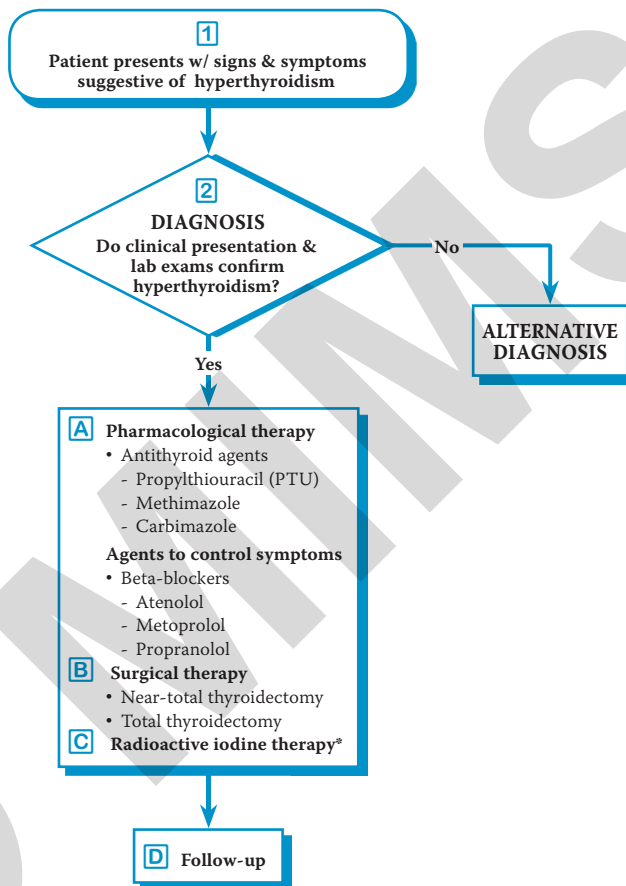 1
Patient presents w/ signs & symptoms
suggestive of hyperthyroidism
2
DIAGNOSIS
Do clinical presentation &
lab exams confirm
hyperthyroidism?
No
ALTERNATIVE
DIAGNOSIS
Yes
A Pharmacological therapy
• Antithyroid agents
- Propylthiouracil (PTU)
- Methimazole
- Carbimazole
Agents to control symptoms
• Beta-blockers
- Atenolol
- Metoprolol
- Propranolol
B Surgical therapy
• Near-total thyroidectomy
• Total thyroidectomy
C Radioactive iodine therapy*
D Follow-up
MIMS